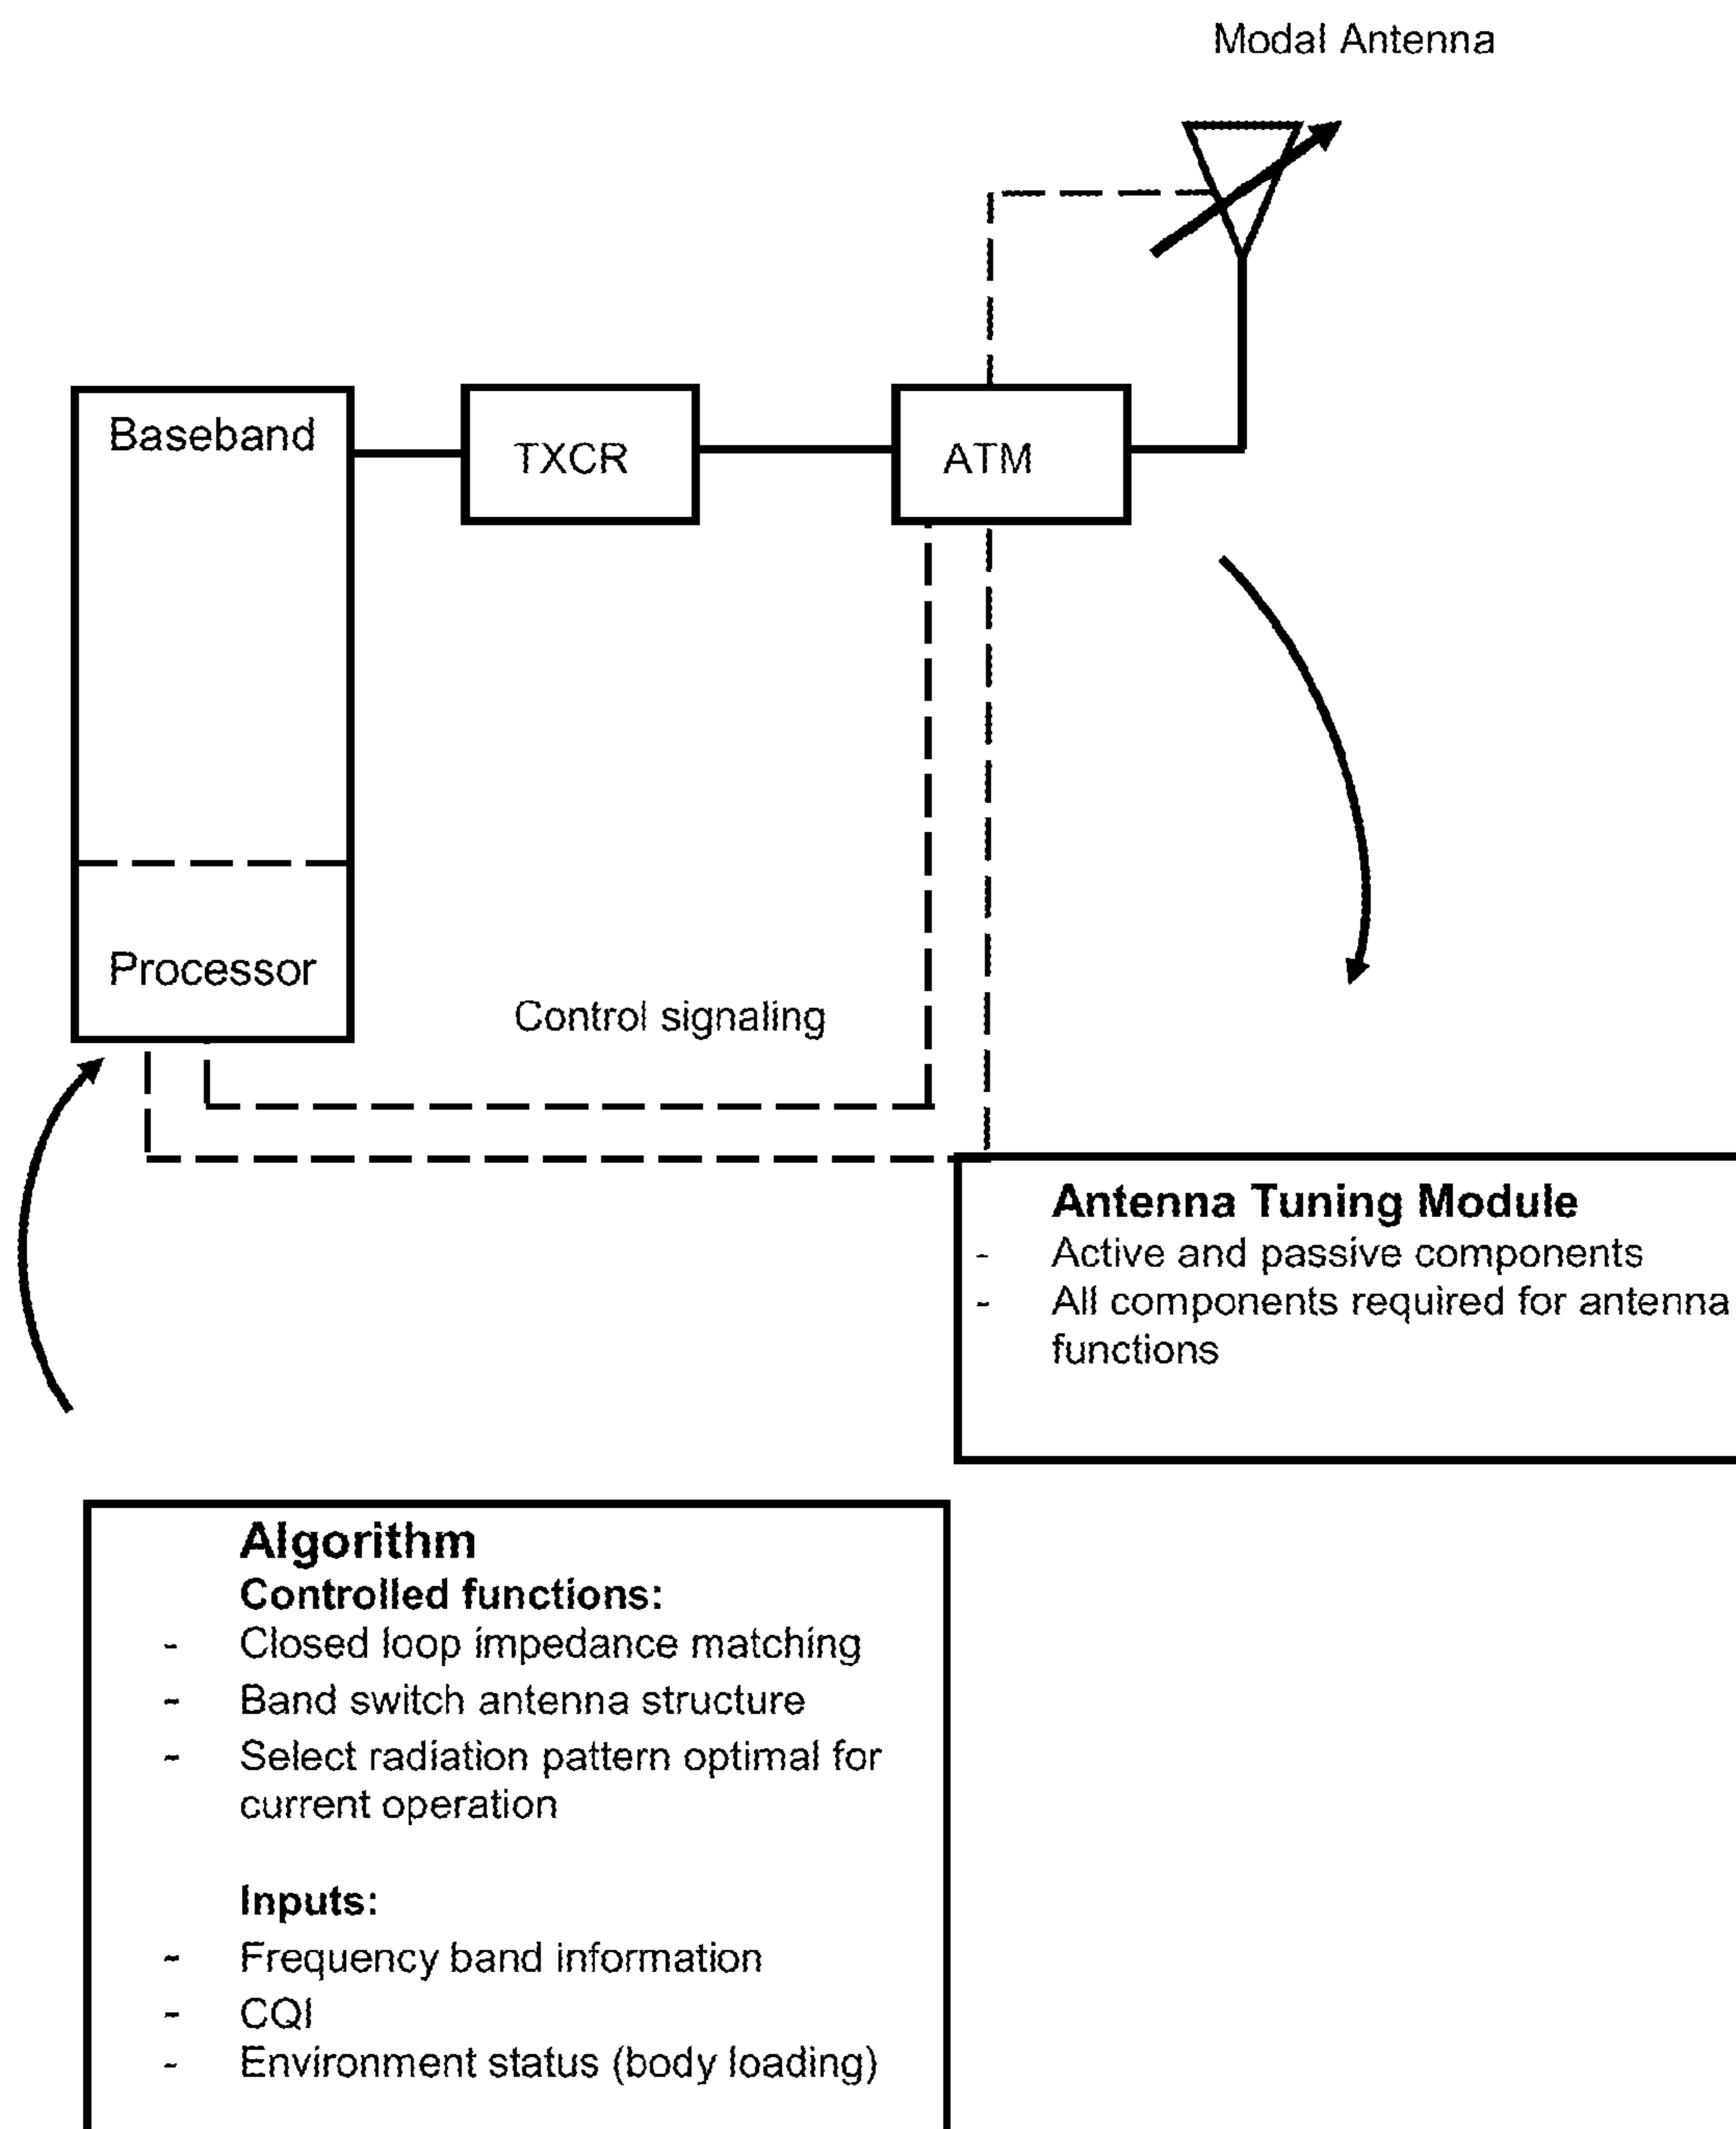 Modal Antenna
Baseband
TXCR
ATM
Processor
Control signaling
Antenna Tuning Module
- Active and passive components
- All components required for antenna
functions
Algorithm
Controlled functions:
- Closed loop impedance matching
- Band switch antenna structure
- Select radiation pattern optimal for
current operation
Inputs:
- Frequency band information
- CQI
- Environment status (body loading)